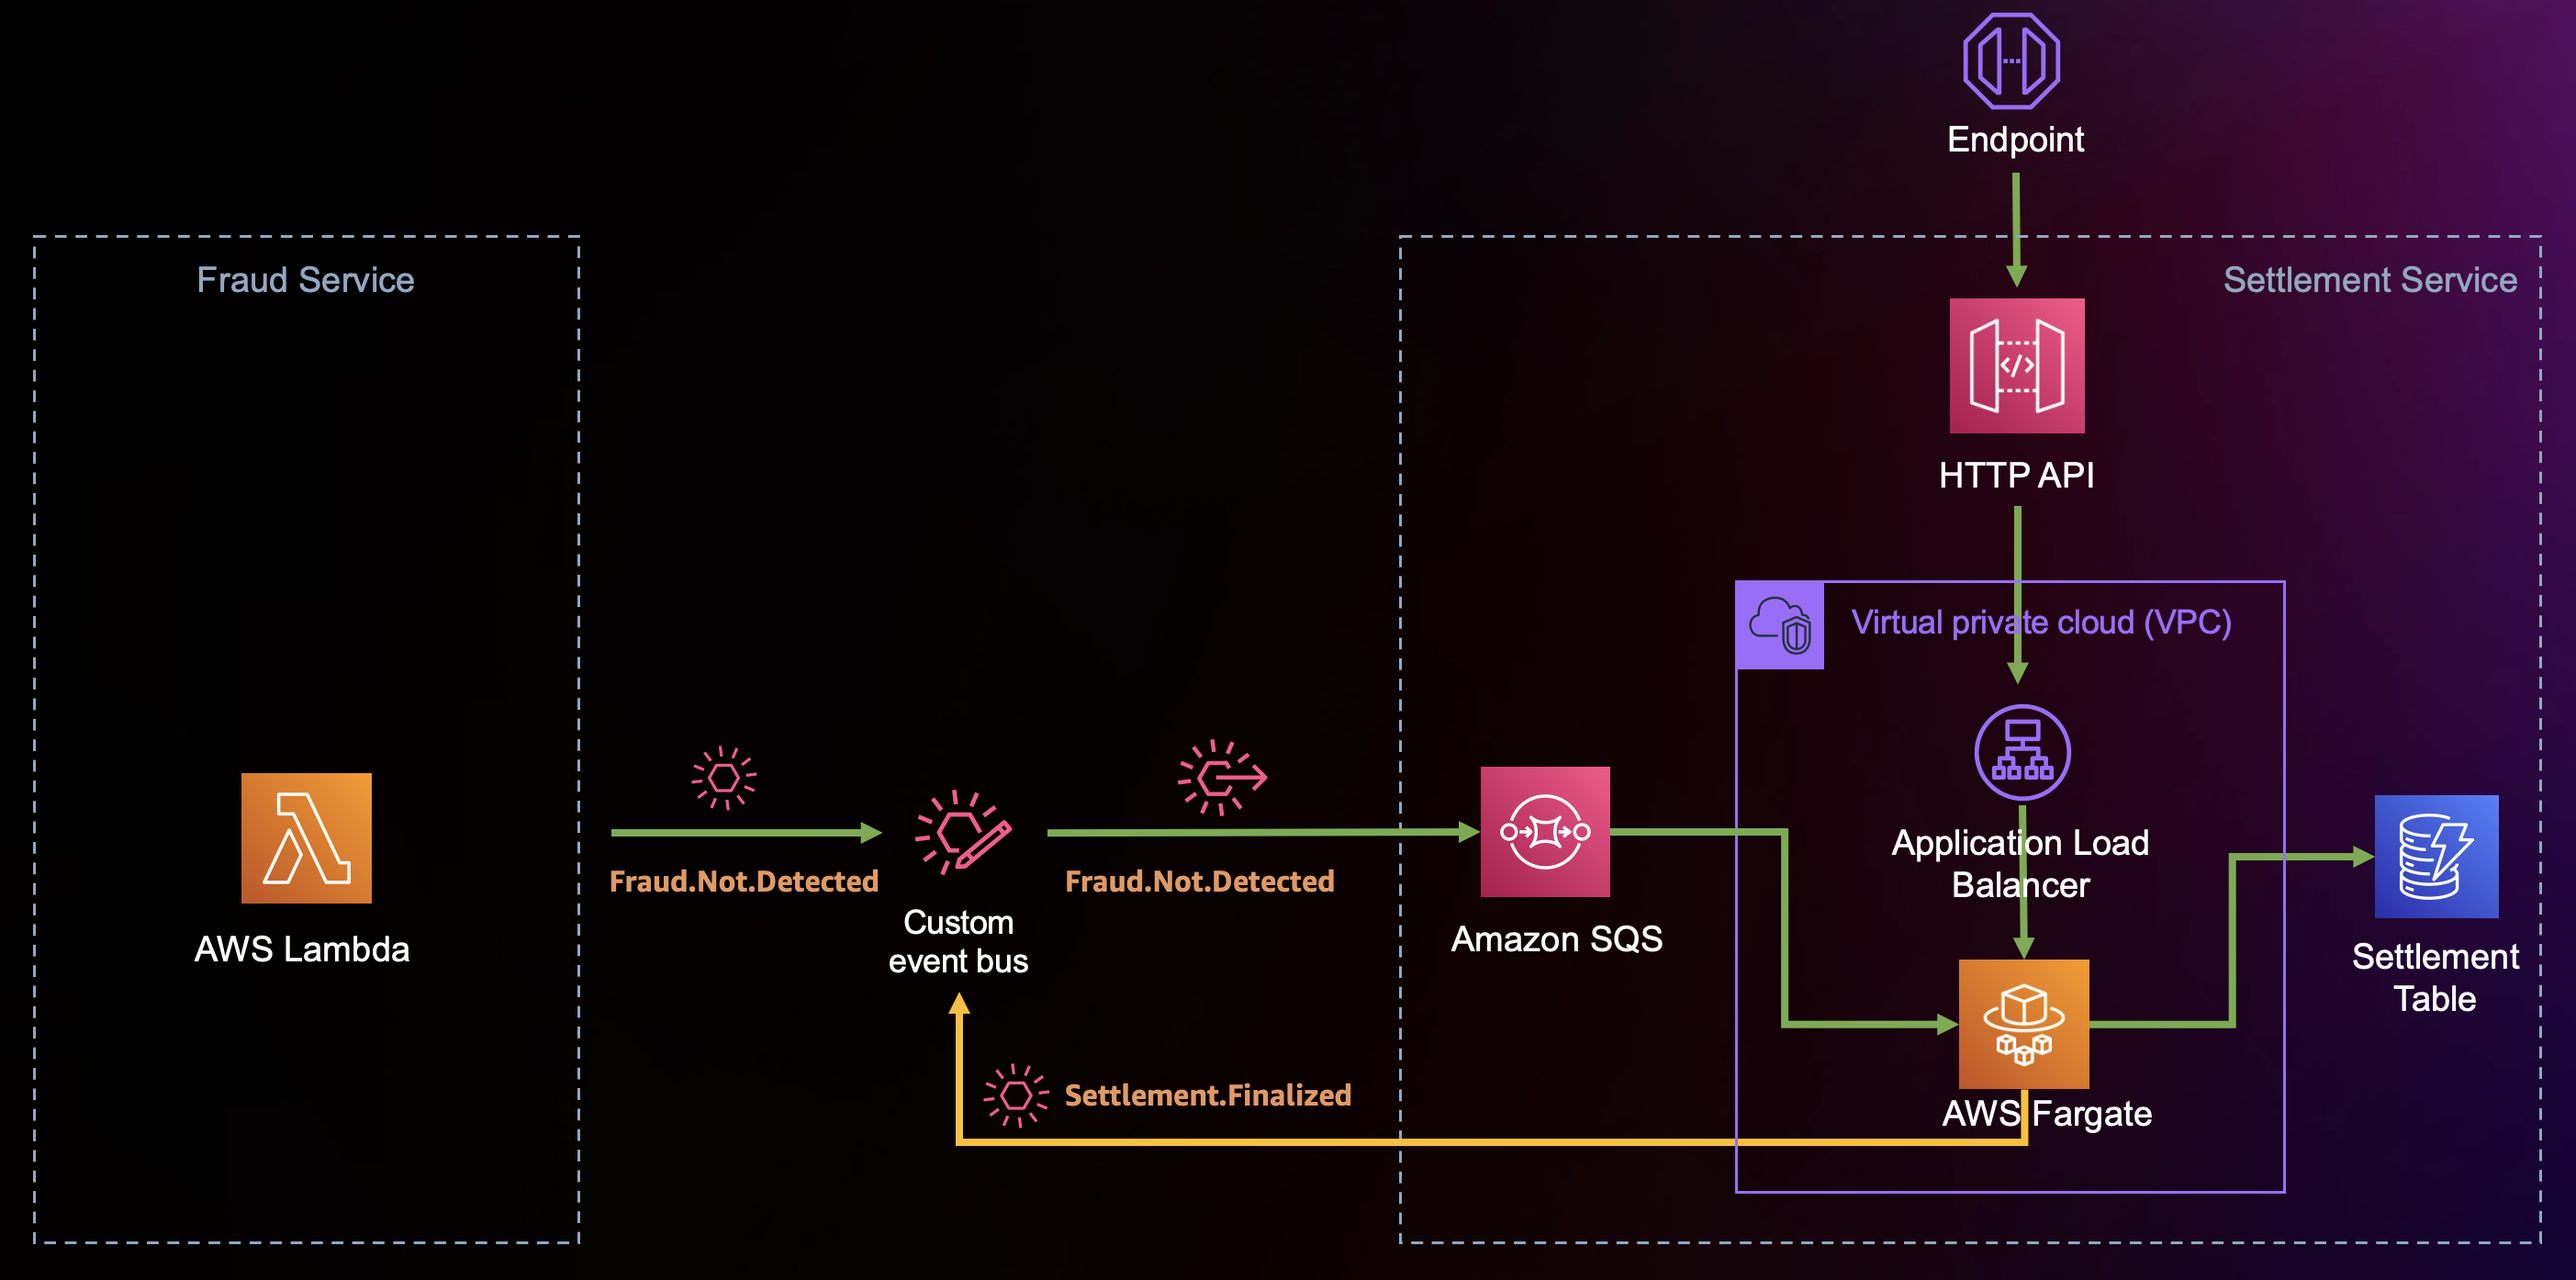 Endpoint
Fraud Service
Settlement Service
HTTP API
Virtual private cloud (VPC)
Application Load
Balancer
Fraud.Not.Detected
Fraud.Not.Detected
Custom
event bus
Amazon SQS
AWS Lambda
Settlement
Table
Settlement.Finalized
AWS Fargate